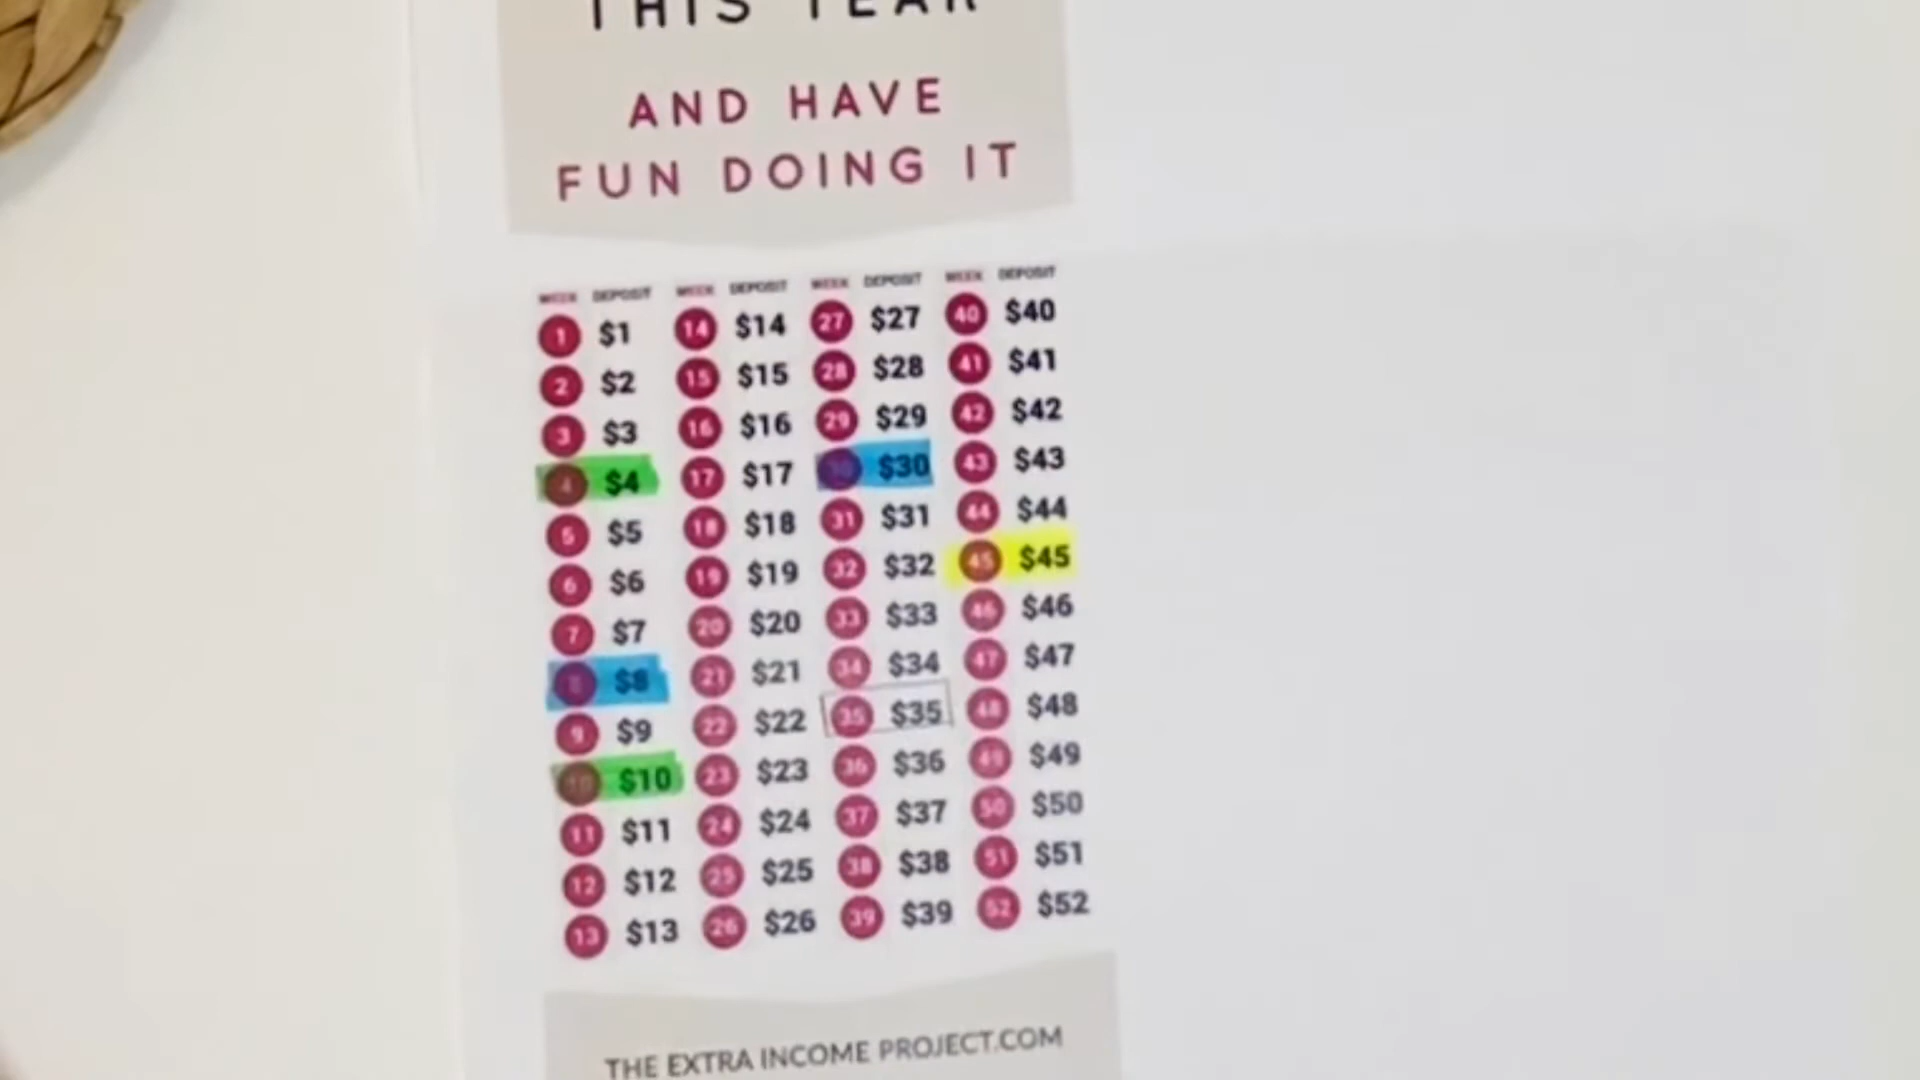 THIS YEAR
AND HAVE
FUN DOING IT
WEEK DEPOSIT WEEK DEPOSIT WEEK DEPOSIT WEEK DEPOSIT
1 $1 14 $14 27 $27 40 $40
2 $2 15 $15 28 $28 41 $41
3 $3 16 $16 29 $29 42 $42
4 $4 17 $17 30 $30 43 $43
5 $5 18 $18 31 $31 44 $44
6 $6 19 $19 32 $32 45 $45
7 $7 20 $20 33 $33 46 $46
8 $8 21 $21 34 $34 47 $47
9 $9 22 $22 35 $35 48 $48
10 $10 23 $23 36 $36 49 $49
11 $11 24 $24 37 $37 50 $50
12 $12 25 $25 38 $38 51 $51
13 $13 26 $26 39 $39 52 $52
THE EXTRA INCOME PROJECT.COM